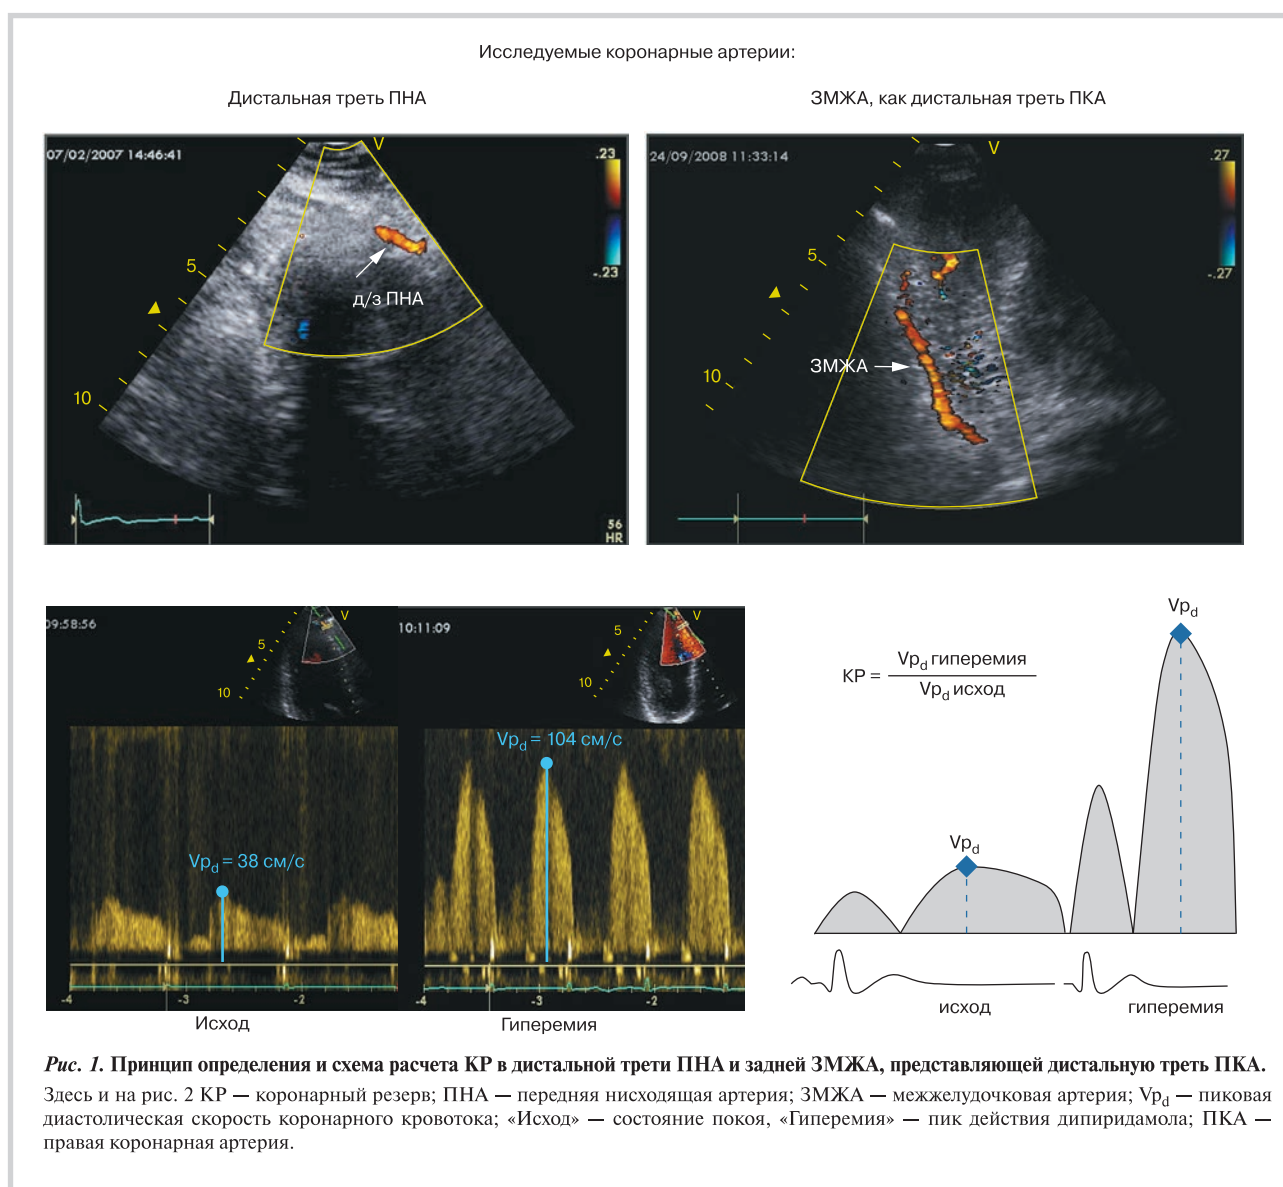 Исследуемые коронарные артерии:
Дистальная треть ПНА
ЗМЖА, как дистальная треть ПКА
07/02/2007 14:46:41
V
.23
-.23
5
10
д/з ПНА
56
HR
24/09/2008 11:33:14
V
.27
-.27
5
10
ЗМЖА
09:58:56
V
5
10
Vpd = 38 см/с
-4
-3
-2
Исход
10:11:09
V
5
10
Vpd = 104 см/с
-4
-3
-2
Гиперемия
КР = Vpd гиперемия
Vpd исход
Vpd
Vpd
исход
гиперемия
Рис. 1. Принцип определения и схема расчета КР в дистальной трети ПНА и задней ЗМЖА, представляющей дистальную треть ПКА.
Здесь и на рис. 2 КР — коронарный резерв; ПНА — передняя нисходящая артерия; ЗМЖА — межжелудочковая артерия; Vpd — пиковая
диастолическая скорость коронарного кровотока; «Исход» — состояние покоя, «Гиперемия» — пик действия дипиридамола; ПКА —
правая коронарная артерия.